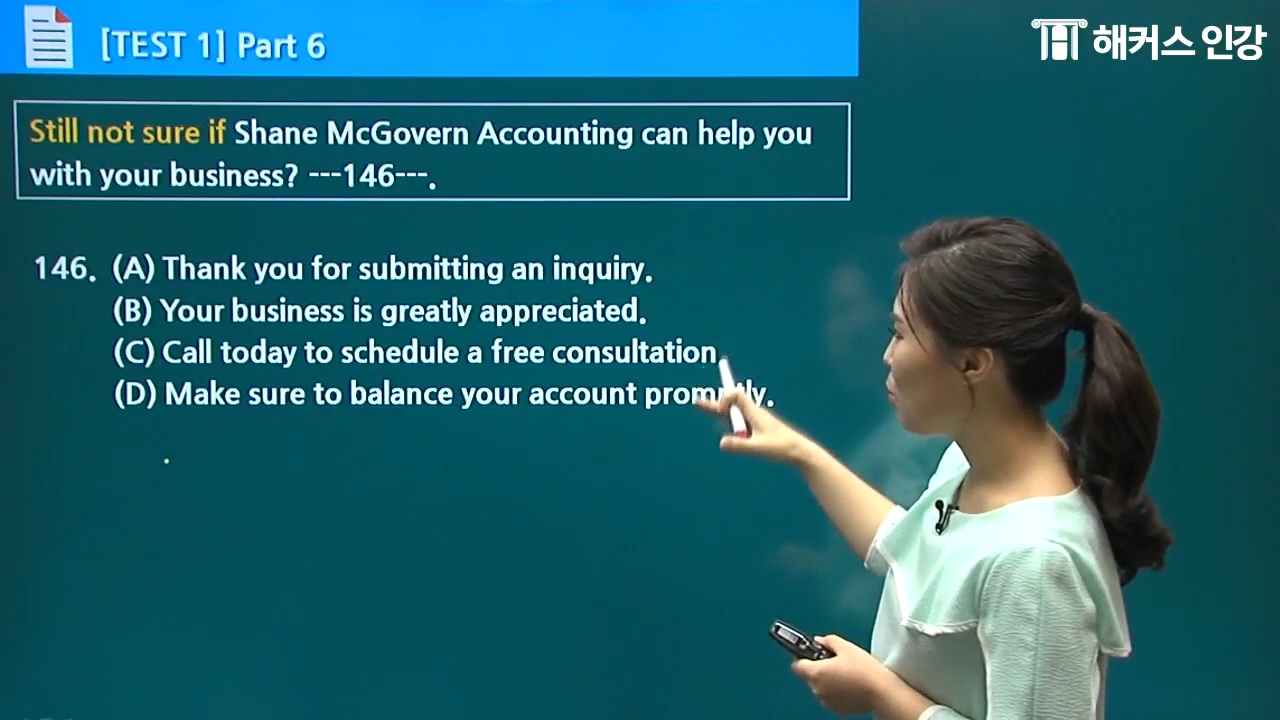 [TEST 1] Part 6
해커스 인강
Still not sure if Shane McGovern Accounting can help you
with your business? ---146---.
146. (A) Thank you for submitting an inquiry.
(B) Your business is greatly appreciated.
(C) Call today to schedule a free consultation
(D) Make sure to balance your account promptly.